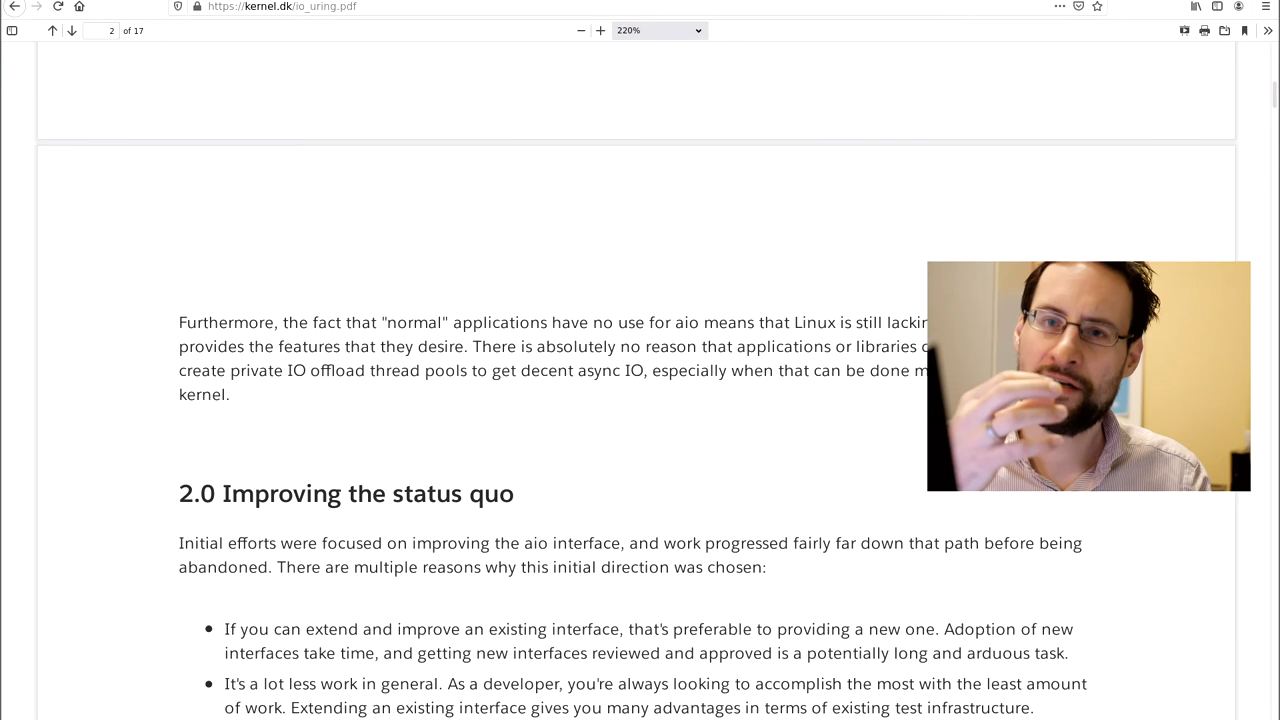 https://kernel.dk/io_uring.pdf
2 of 17
220%
Furthermore, the fact that "normal" applications have no use for aio means that Linux is still
provides the features that they desire. There is absolutely no reason that applications or libraries
create private IO offload thread pools to get decent async IO, especially when that can be done
kernel.
2.0 Improving the status quo
Initial efforts were focused on improving the aio interface, and work progressed fairly far down that path before being
abandoned. There are multiple reasons why this initial direction was chosen:
● If you can extend and improve an existing interface, that's preferable to providing a new one. Adoption of new
interfaces take time, and getting new interfaces reviewed and approved is a potentially long and arduous task.
● It's a lot less work in general. As a developer, you're always looking to accomplish the most with the least amount
of work. Extending an existing interface gives you many advantages in terms of existing test infrastructure.